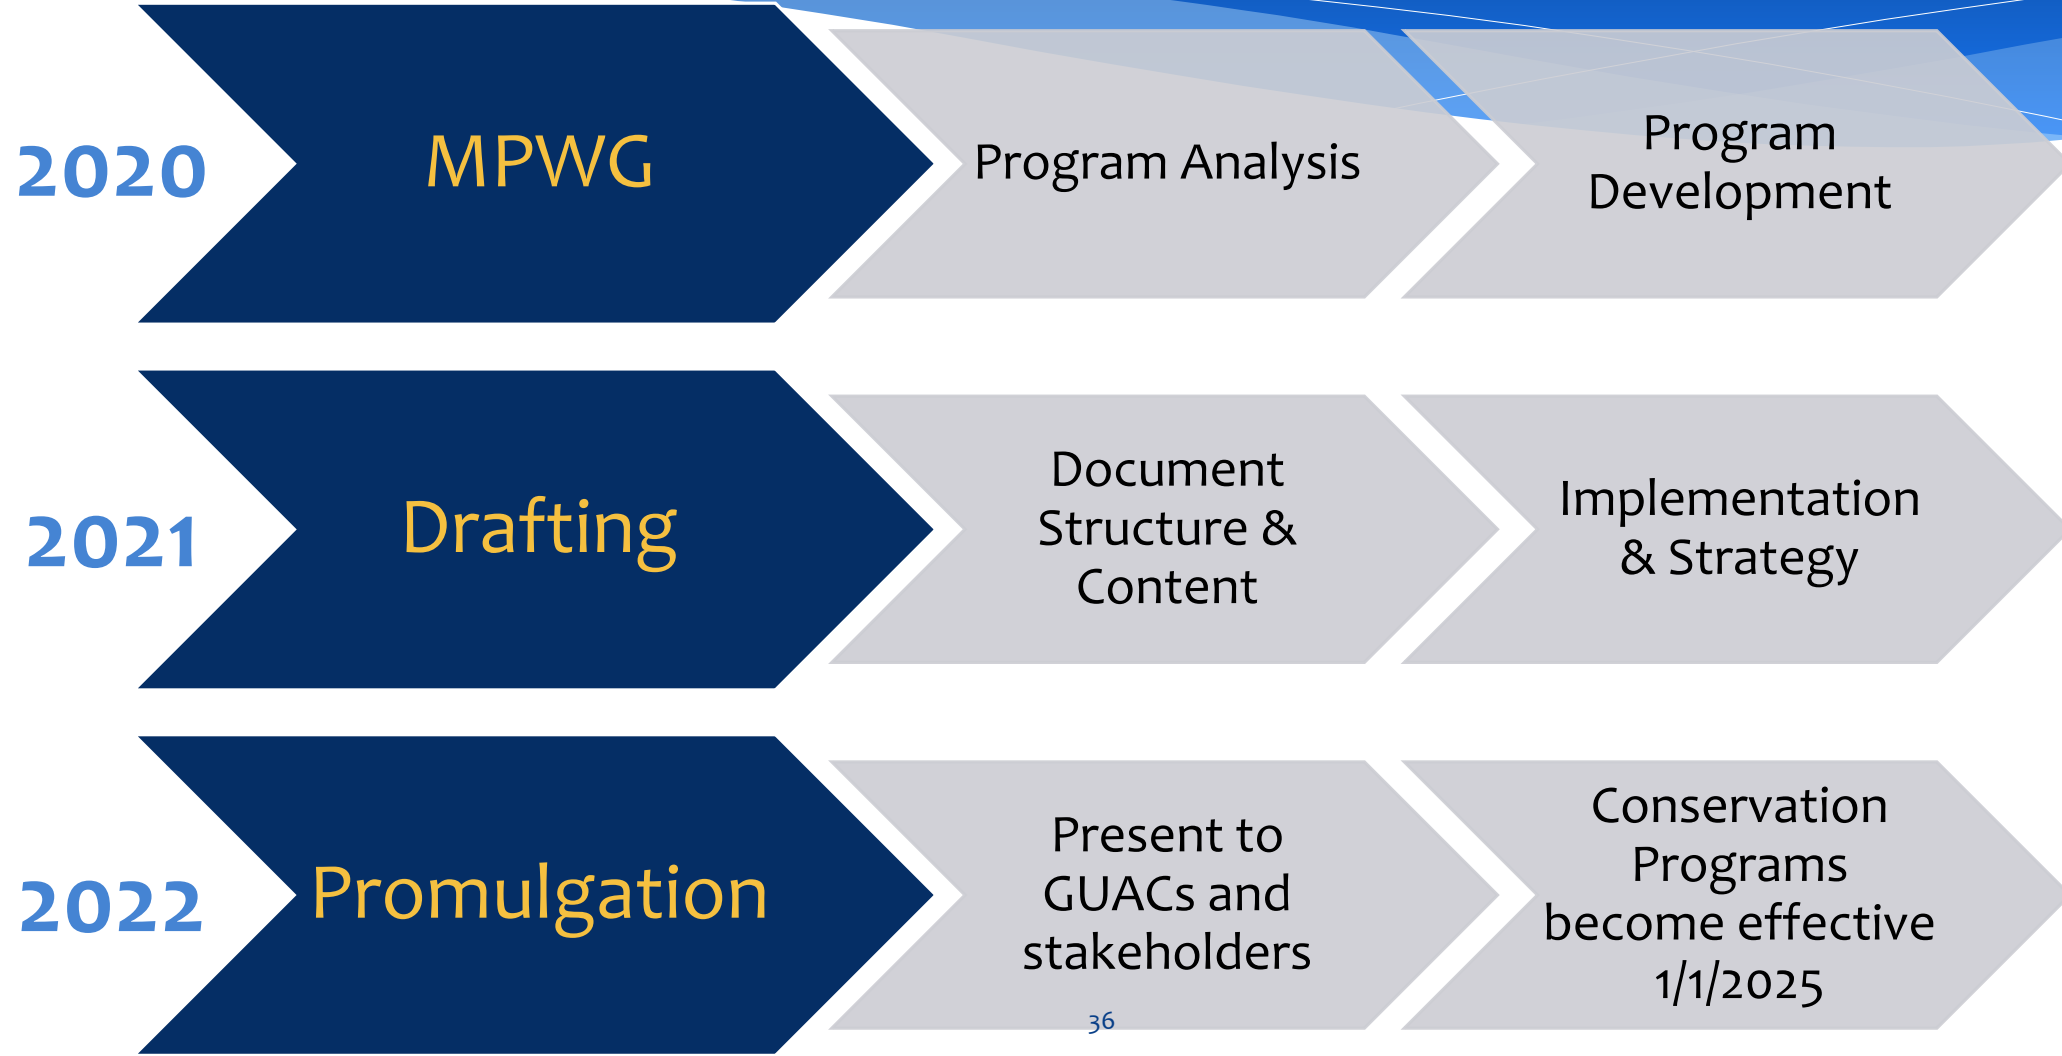 2020
MPWG
Program Analysis
Program
Development
2021
Drafting
Document
Structure &
Content
Implementation
& Strategy
2022
Promulgation
Present to
GUACs and
stakeholders
Conservation
Programs
become effective
1/1/2025
36